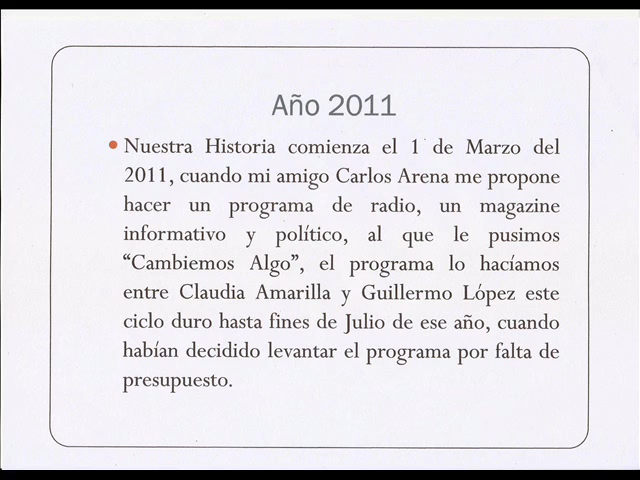 Año 2011
• Nuestra Historia comienza el 1 de Marzo del
2011, cuando mi amigo Carlos Arena me propone
hacer un programa de radio, un magazine
informativo y político, al que le pusimos
“Cambiemos Algo”, el programa lo hacíamos
entre Claudia Amarilla y Guillermo López este
ciclo duro hasta fines de Julio de ese año, cuando
habían decidido levantar el programa por falta de
presupuesto.